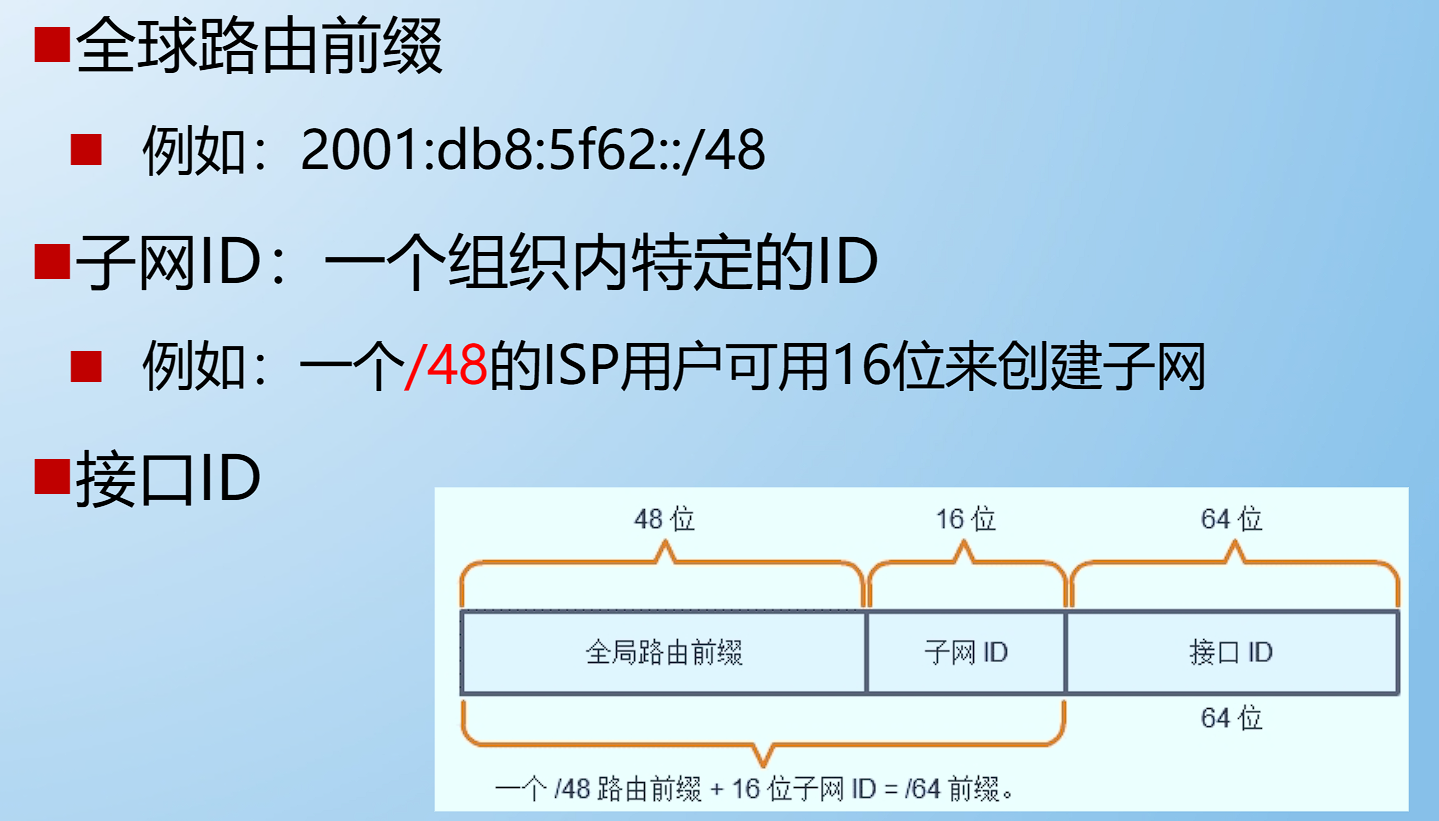 全球路由前缀
例如：2001:db8:5f62::/48
子网ID：一个组织内特定的ID
例如：一个/48的ISP用户可用16位来创建子网
接口ID
48 位 16 位 64 位
全局路由前缀 子网 ID 接口 ID
64 位
一个 /48 路由前缀 + 16 位子网 ID = /64 前缀。